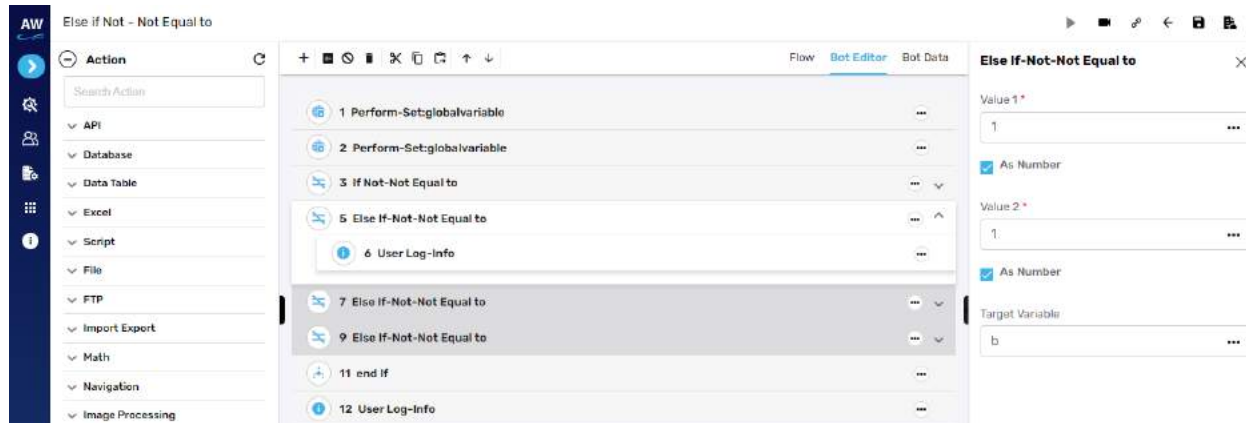 AW
Else if Not - Not Equal to
Action
Search Action
API
Database
Data Table
Excel
Script
File
FTP
Import Export
Math
Navigation
Image Processing
Flow Bot Editor Bot Data
1 Perform-Set:globalvariable
2 Perform-Set:globalvariable
3 If Not-Not Equal to
5 Else If-Not-Not Equal to
6 User Log-Info
7 Else If-Not-Not Equal to
9 Else If-Not-Not Equal to
11 end If
12 User Log-Info
Else If-Not-Not Equal to
Value 1 *
1
As Number
Value 2 *
1
As Number
Target Variable
b